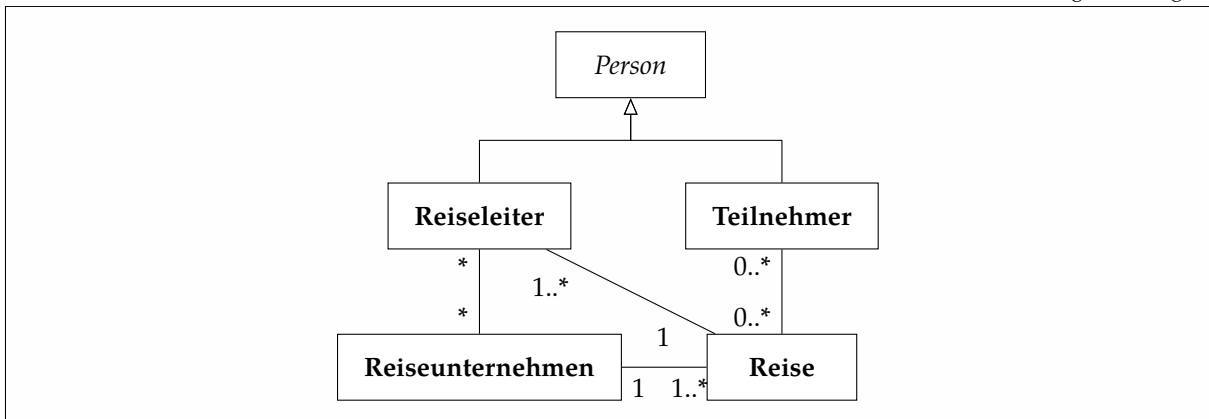 Person
Reiseleiter
Teilnehmer
*
0..*
1..*
*
0..*
1
Reiseunternehmen
Reise
1
1..*